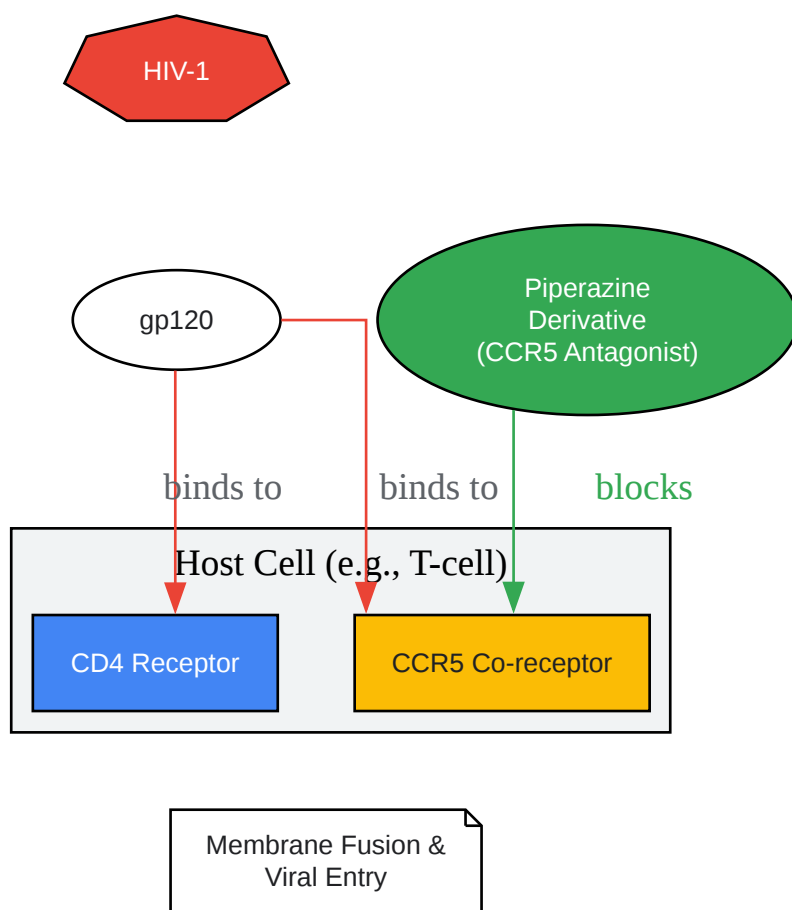 HIV-1
gp120
Piperazine
Derivative
(CCR5 Antagonist)
binds to
binds to
blocks
Host Cell (e.g., T-cell)
CD4 Receptor
CCR5 Co-receptor
Membrane Fusion &
Viral Entry